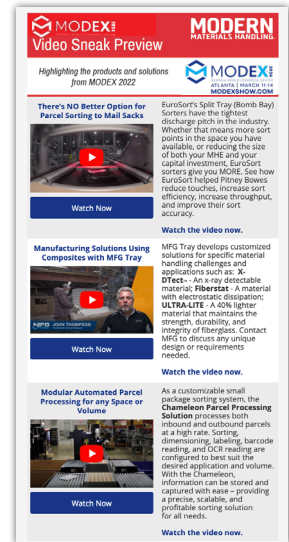 MODEX
MODERN
MATERIALS HANDLING.
Video Sneak Preview
Highlighting the products and solutions
from MODEX 2022
MODEX
ATLANTA | MARCH 11-14
MODEXSHOW.COM
There's NO Better Option for
Parcel Sorting to Mail Sacks
Watch Now
EuroSort's Split Tray (Bomb Bay)
Sorters have the tightest
discharge pitch in the industry.
Whether that means more sort
points in the space you have
available, or reducing the size
of both your MHE and your
capital investment, EuroSort
sorters give you MORE. See how
EuroSort helped Pitney Bowes
reduce touches, increase sort
efficiency, increase throughput,
and improve their sort
accuracy.
Watch the video now.
Manufacturing Solutions Using
Composites with MFG Tray
MFG
JOHN THOMPSON
Watch Now
MFG Tray develops customized
solutions for specific material
handling challenges and
applications such as: X-
DTect– - An x-ray detectable
material; Fiberstat - A material
with electrostatic dissipation;
ULTRA-LITE - A 40% lighter
material that maintains the
strength, durability, and
integrity of fiberglass. Contact
MFG to discuss any unique
design or requirements
needed.
Watch the video now.
Modular Automated Parcel
Processing for any Space or
Volume
Watch Now
As a customizable small
package sorting system, the
Chameleon Parcel Processing
Solution processes both
inbound and outbound parcels
at a high rate. Sorting,
dimensioning, labeling, barcode
reading, and OCR reading are
configured to best suit the
desired application and volume.
With the Chameleon,
information can be stored and
captured with ease – providing
a precise, scalable, and
profitable sorting solution
for all needs.
Watch the video now.